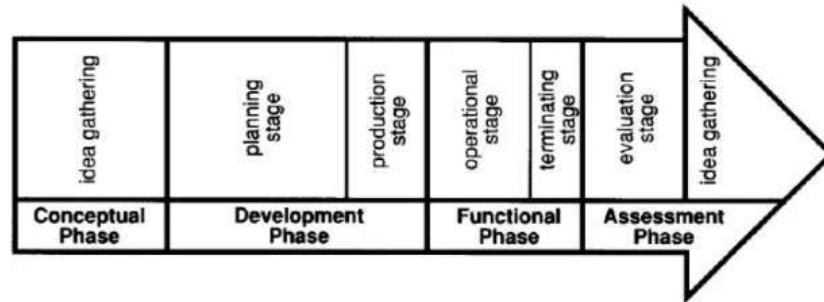 idea gathering
planning
stage
production
stage
operational
stage
terminating
stage
evaluation
stage
idea gathering
Conceptual
Phase
Development
Phase
Functional
Phase
Assessment
Phase